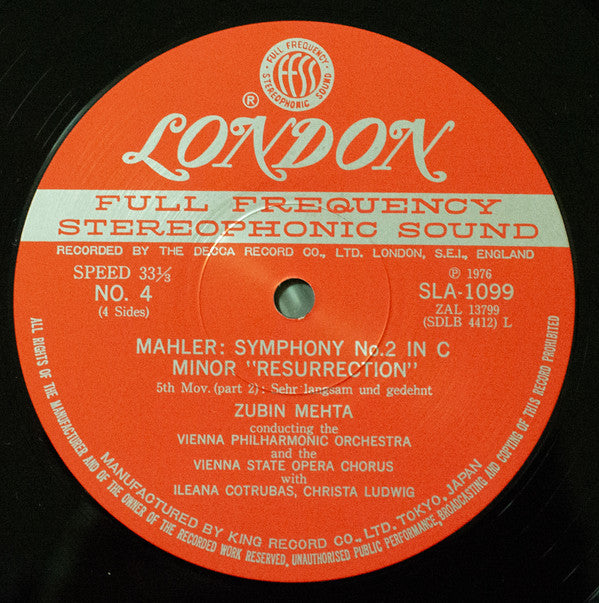 FULL FREQUENCY
FFSS
STEREOPHONIC SOUND
® LONDON
FULL FREQUENCY
STEREOPHONIC SOUND
RECORDED BY THE DECCA RECORD CO., LTD. LONDON, S.E.I., ENGLAND
SPEED 33⅓
℗ 1976
NO. 4
SLA-1099
(4 Sides)
ZAL 13799
(SDLB 4412) L
MAHLER: SYMPHONY No.2 IN C
MINOR "RESURRECTION"
5th Mov. (part 2): Sehr langsam und gedehnt
ZUBIN MEHTA
conducting the
VIENNA PHILHARMONIC ORCHESTRA
and the
VIENNA STATE OPERA CHORUS
with
ILEANA COTRUBAS, CHRISTA LUDWIG
MANUFACTURED BY KING RECORD CO., LTD. TOKYO, JAPAN
ALL RIGHTS OF THE MANUFACTURER AND OF THE OWNER OF THE RECORDED WORK RESERVED, UNAUTHORISED PUBLIC PERFORMANCE, BROADCASTING AND COPYING OF THIS RECORD PROHIBITED